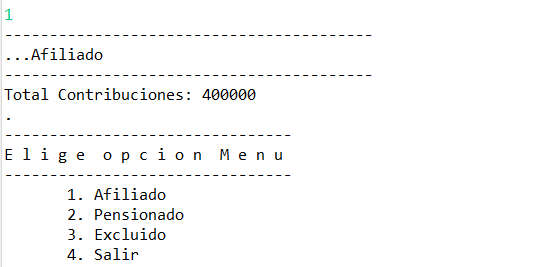 1
-----------------------------------------
...Afiliado
-----------------------------------------
Total Contribuciones: 400000
.
--------------------------------
E l i g e  o p c i o n  M e n u
--------------------------------
1. Afiliado
2. Pensionado
3. Excluido
4. Salir